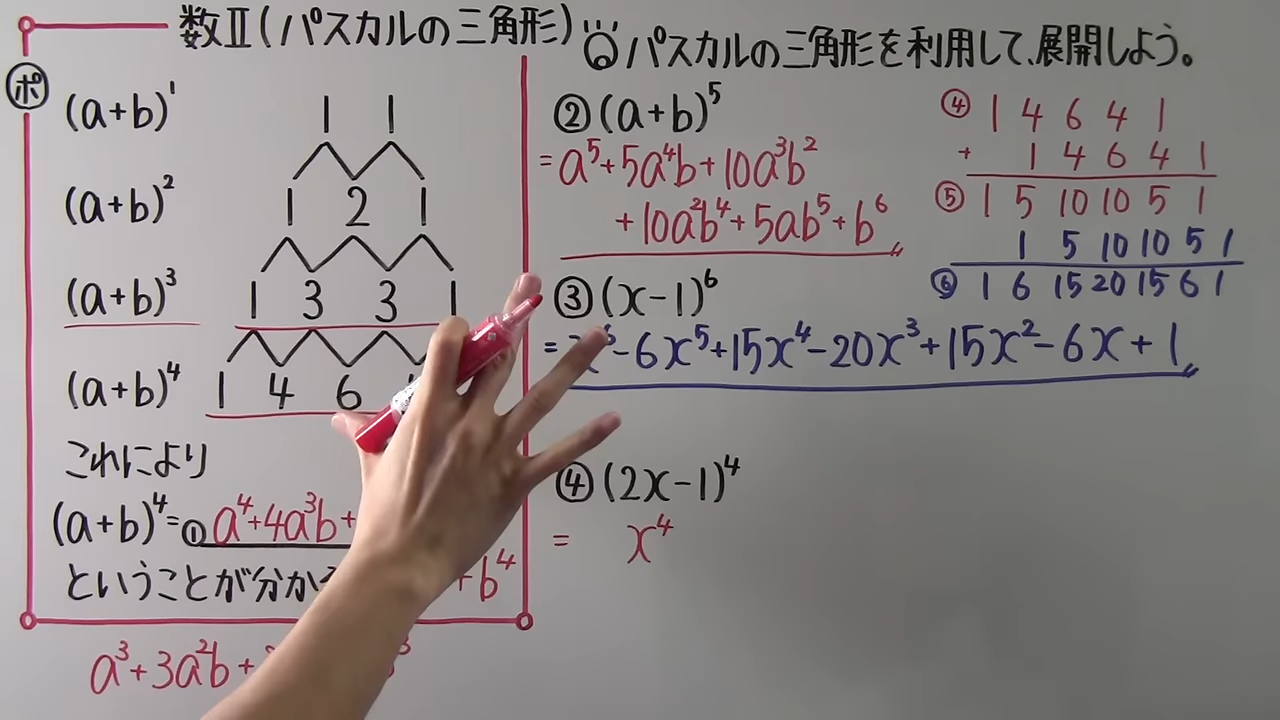 数Ⅱ(パスカルの三角形)
ポ
(a+b)¹ 1 1
(a+b)² 1 2 1
(a+b)³ 1 3 3 1
(a+b)⁴ 1 4 6
これにより
(a+b)⁴=①a⁴+4a³b+
+b⁴
ということが分か
a³+3a²b+
パスカルの三角形を利用して、展開しよう。
②(a+b)⁵
=a⁵+5a⁴b+10a³b²
+10a²b⁴+5ab⁵+b⁶
④ 1 4 6 4 1
+ 1 4 6 4 1
⑤ 1 5 10 10 5 1
1 5 10 10 5 1
⑥ 1 6 15 20 15 6 1
③(x-1)⁶
= ⁶-6x⁵+15x⁴-20x³+15x²-6x+1
④(2x-1)⁴
= x⁴